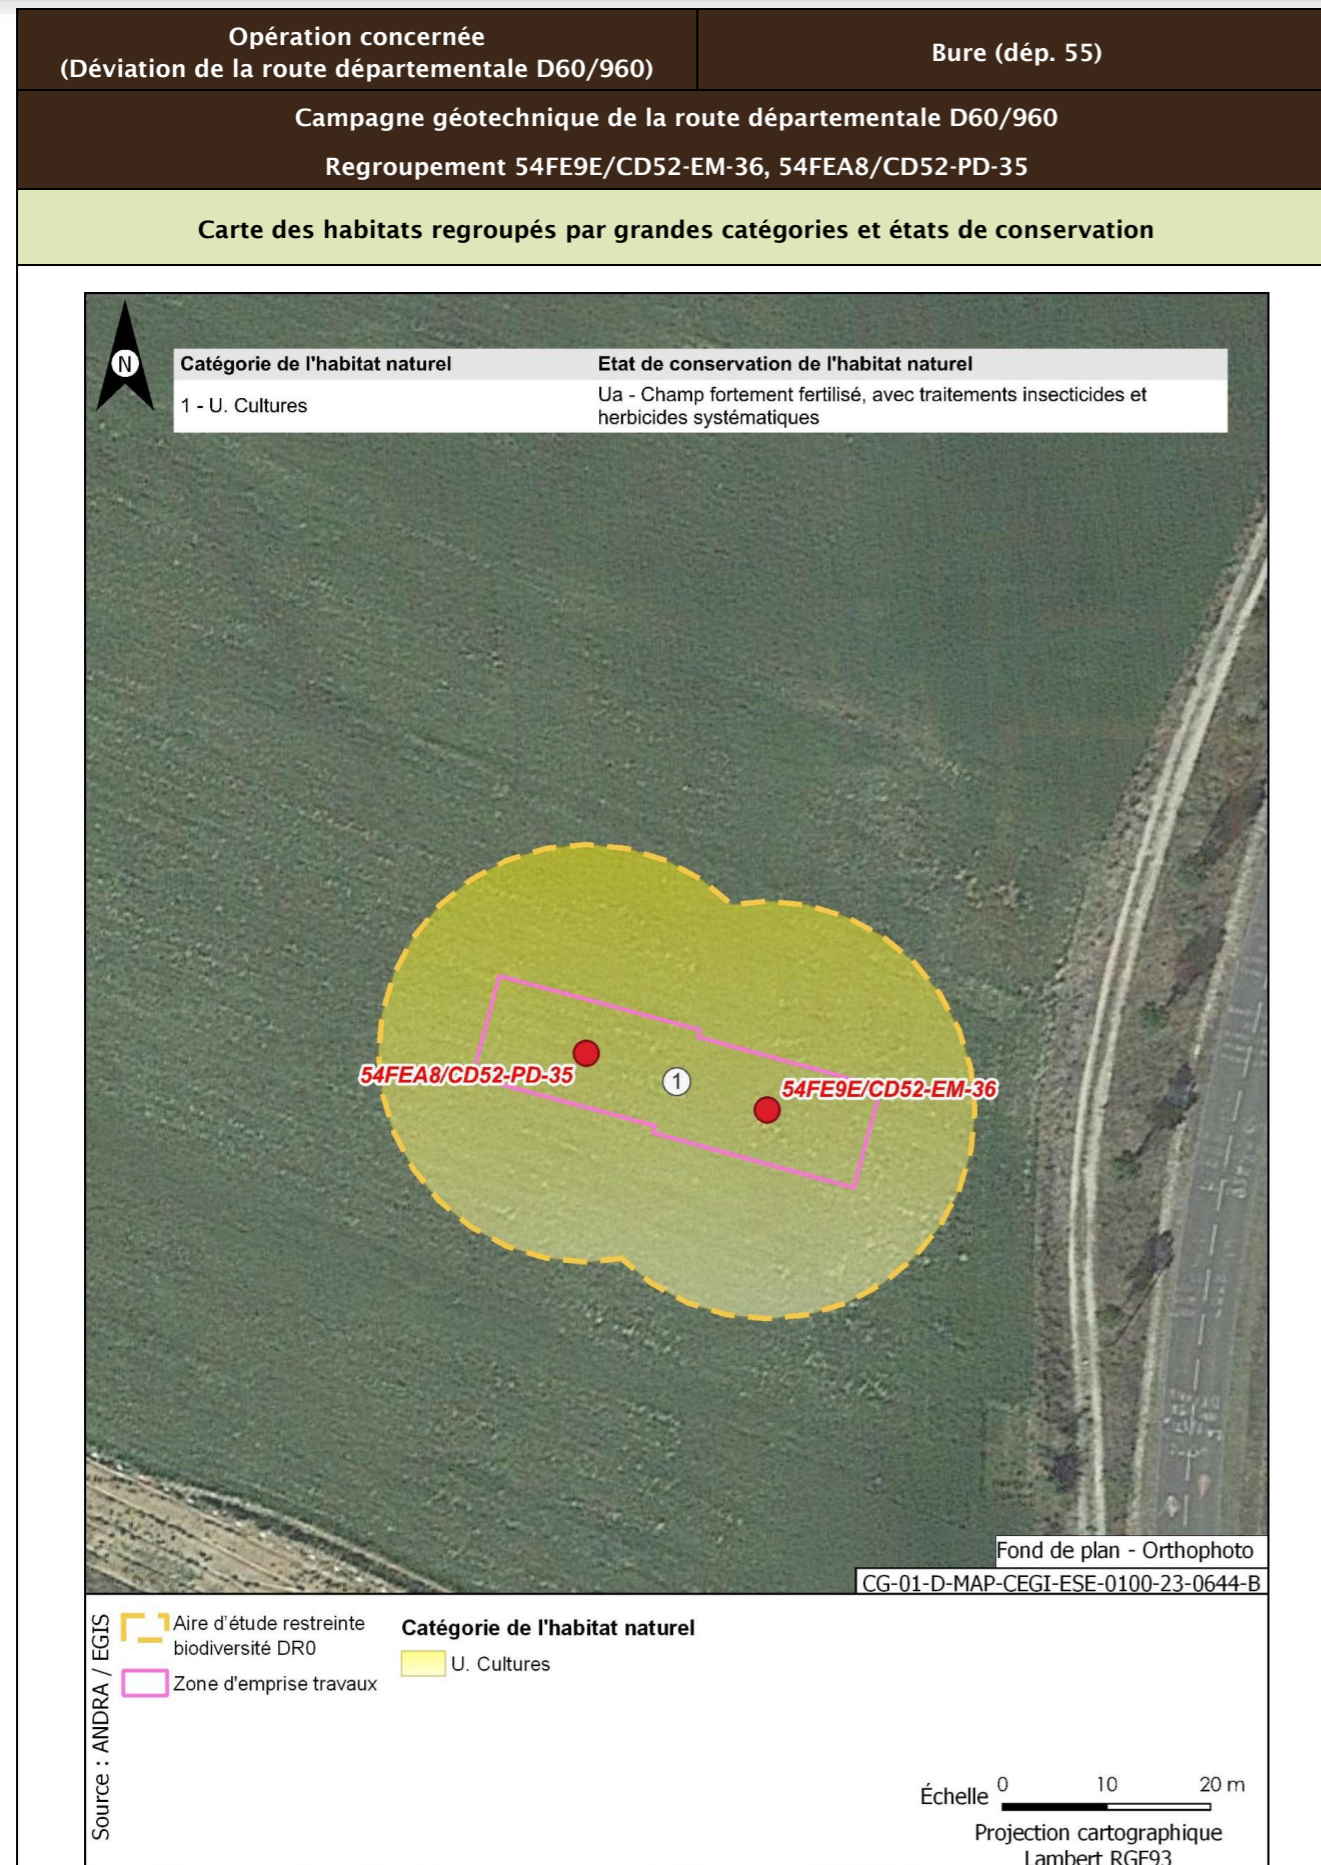 Opération concernée
(Déviation de la route départementale D60/960)
Bure (dép. 55)
Campagne géotechnique de la route départementale D60/960
Regroupement 54FE9E/CD52-EM-36, 54FEA8/CD52-PD-35
Carte des habitats regroupés par grandes catégories et états de conservation
N
Catégorie de l'habitat naturel
Etat de conservation de l'habitat naturel
1 - U. Cultures
Ua - Champ fortement fertilisé, avec traitements insecticides et
herbicides systématiques
54FEA8/CD52-PD-35
1
54FE9E/CD52-EM-36
Fond de plan - Orthophoto
CG-01-D-MAP-CEGI-ESE-0100-23-0644-B
Source : ANDRA / EGIS
Aire d'étude restreinte
biodiversité DR0
Zone d'emprise travaux
Catégorie de l'habitat naturel
U. Cultures
Échelle
0 10 20 m
Projection cartographique
Lambert RGF93